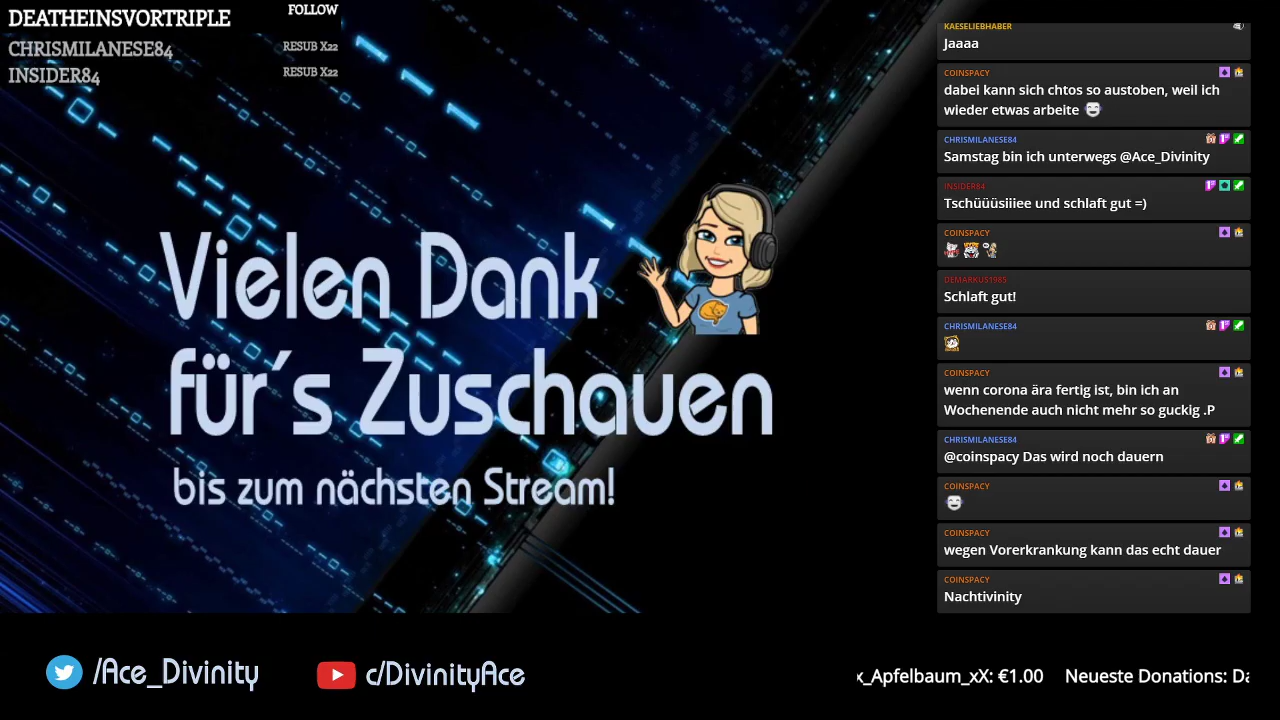 DEATHEINSVORTRIPLE FOLLOW
CHRISMILANESE84 RESUB X22
INSIDER84 RESUB X22
Vielen Dank
für´s Zuschauen
bis zum nächsten Stream!
KAESELIEBHABER
Jaaaa
COINSPACY
dabei kann sich chtos so austoben, weil ich
wieder etwas arbeite
CHRISMILANESE84
Samstag bin ich unterwegs @Ace_Divinity
INSIDER84
Tschüüüsiiiee und schlaft gut =)
COINSPACY
DEMARKUS1985
Schlaft gut!
CHRISMILANESE84
COINSPACY
wenn corona ära fertig ist, bin ich an
Wochenende auch nicht mehr so guckig .P
CHRISMILANESE84
@coinspacy Das wird noch dauern
COINSPACY
COINSPACY
wegen Vorerkrankung kann das echt dauer
COINSPACY
Nachtivinity
/Ace_Divinity
c/DivinityAce
x_Apfelbaum_xX: €1.00 Neueste Donations: Da